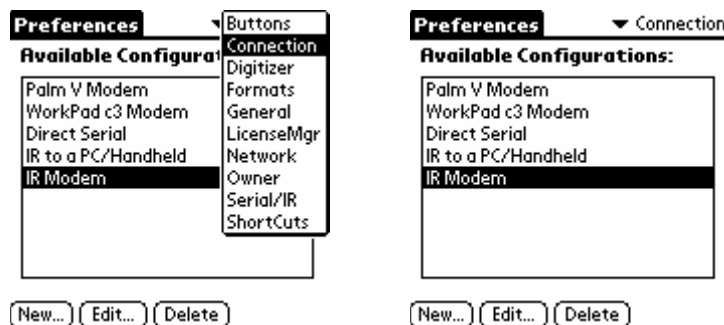 Preferences
Buttons
Connection
Digitizer
Formats
General
LicenseMgr
Network
Owner
Serial/IR
ShortCuts
Available Configurat
Palm V Modem
WorkPad c3 Modem
Direct Serial
IR to a PC/Handheld
IR Modem
New... Edit... Delete
Preferences Connection
Available Configurations:
Palm V Modem
WorkPad c3 Modem
Direct Serial
IR to a PC/Handheld
IR Modem
New... Edit... Delete